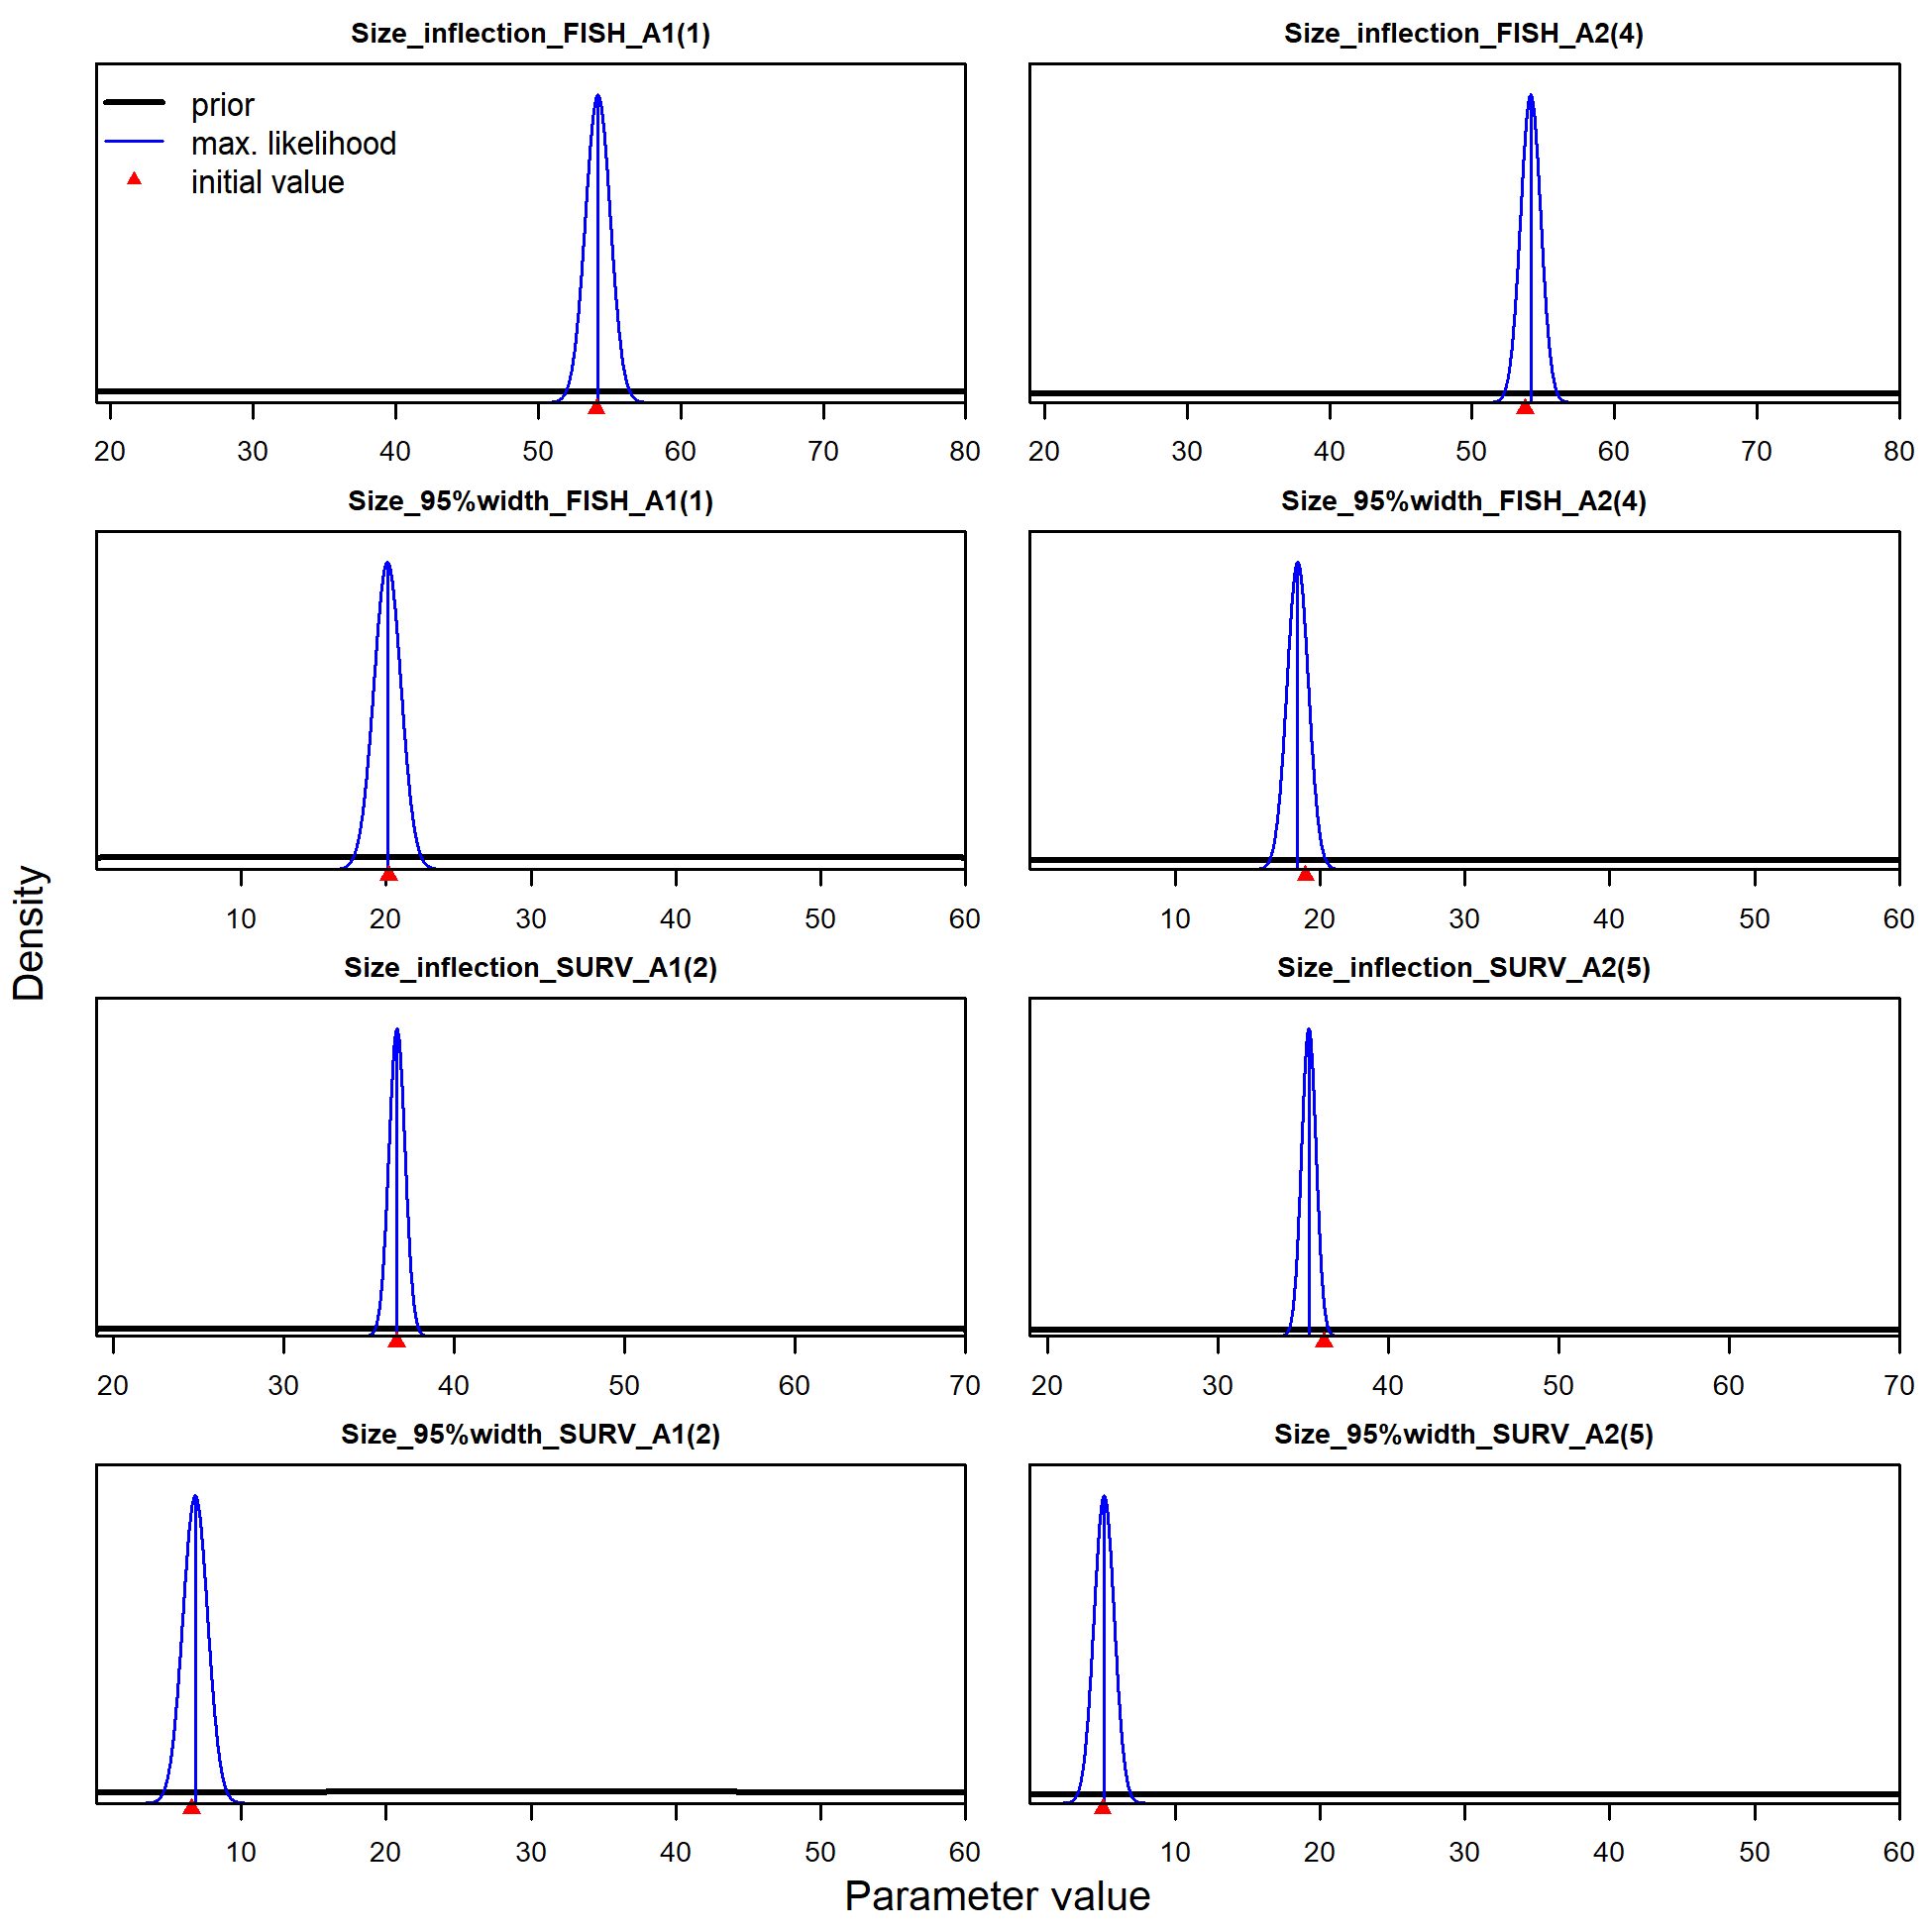 Size_inflection_FISH_A1(1)
prior
max. likelihood
initial value
20 30 40 50 60 70 80
Size_inflection_FISH_A2(4)
20 30 40 50 60 70 80
Size_95%width_FISH_A1(1)
10 20 30 40 50 60
Size_95%width_FISH_A2(4)
10 20 30 40 50 60
Size_inflection_SURV_A1(2)
20 30 40 50 60 70
Size_inflection_SURV_A2(5)
20 30 40 50 60 70
Size_95%width_SURV_A1(2)
10 20 30 40 50 60
Size_95%width_SURV_A2(5)
10 20 30 40 50 60
Density
Parameter value